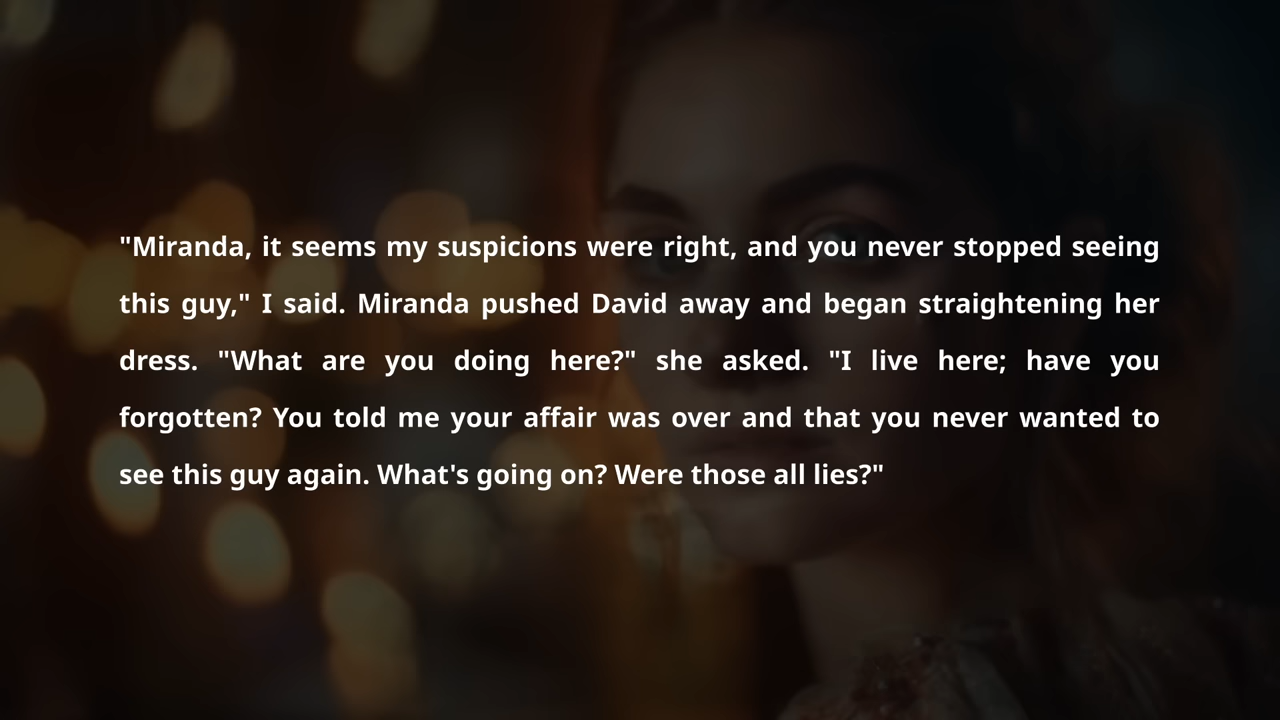 "Miranda, it seems my suspicions were right, and you never stopped seeing
this guy," I said. Miranda pushed David away and began straightening her
dress. "What are you doing here?" she asked. "I live here; have you
forgotten? You told me your affair was over and that you never wanted to
see this guy again. What's going on? Were those all lies?"